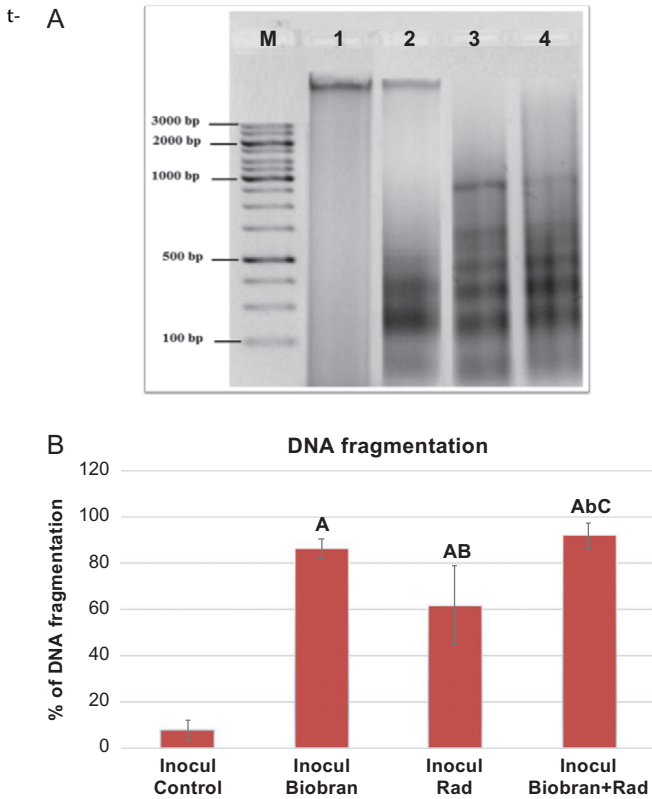 t-
A
M 1 2 3 4
3000 bp
2000 bp
1000 bp
500 bp
100 bp
B
DNA fragmentation
% of DNA fragmentation
120
100
80
60
40
20
0
A
AB
AbC
Inocul
Control
Inocul
Biobran
Inocul
Rad
Inocul
Biobran+Rad